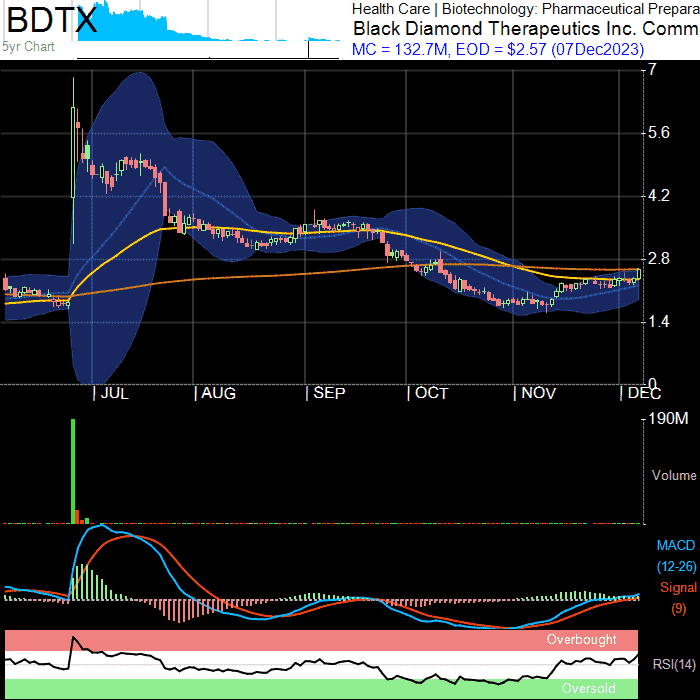 BDTX
5yr Chart
Health Care | Biotechnology: Pharmaceutical Prepara
Black Diamond Therapeutics Inc. Comm
MC = 132.7M, EOD = $2.57 (07Dec2023)
7
5.6
4.2
2.8
1.4
0
JUL
AUG
SEP
OCT
NOV
DEC
190M
Volume
MACD
(12-26)
Signal
(9)
Overbought
RSI(14)
Oversold